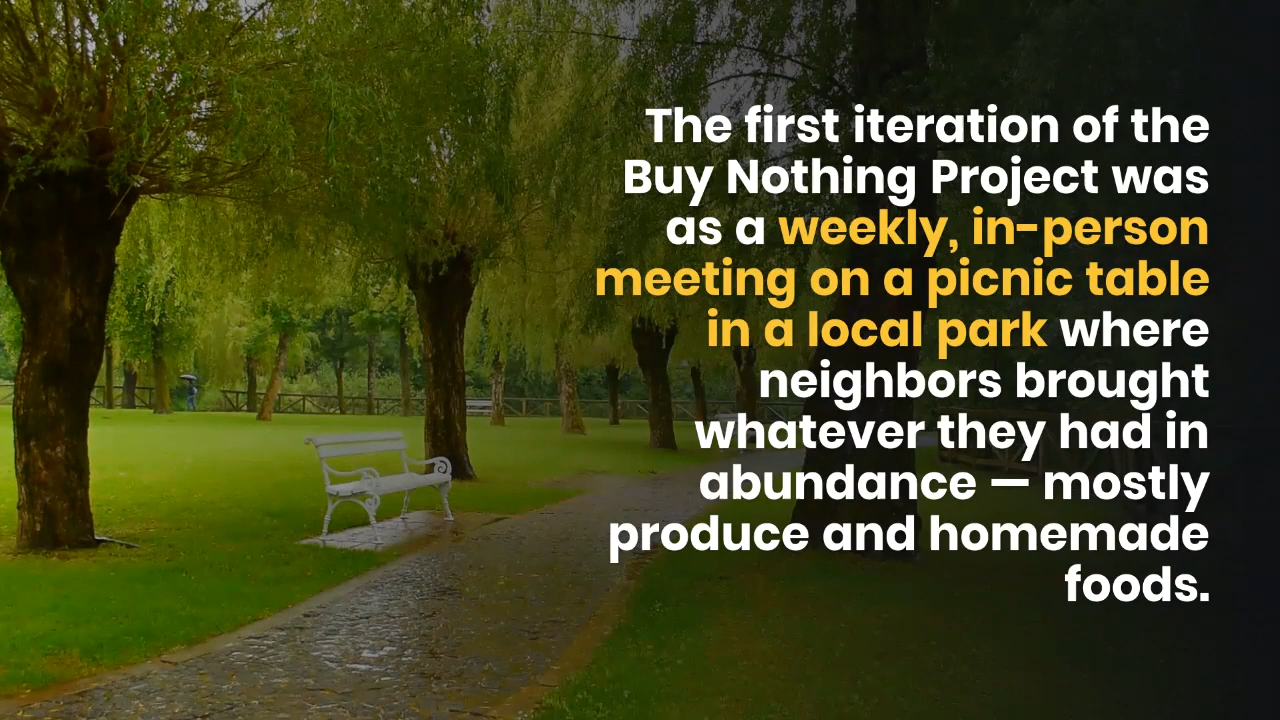 The first iteration of the
Buy Nothing Project was
as a weekly, in-person
meeting on a picnic table
in a local park where
neighbors brought
whatever they had in
abundance — mostly
produce and homemade
foods.